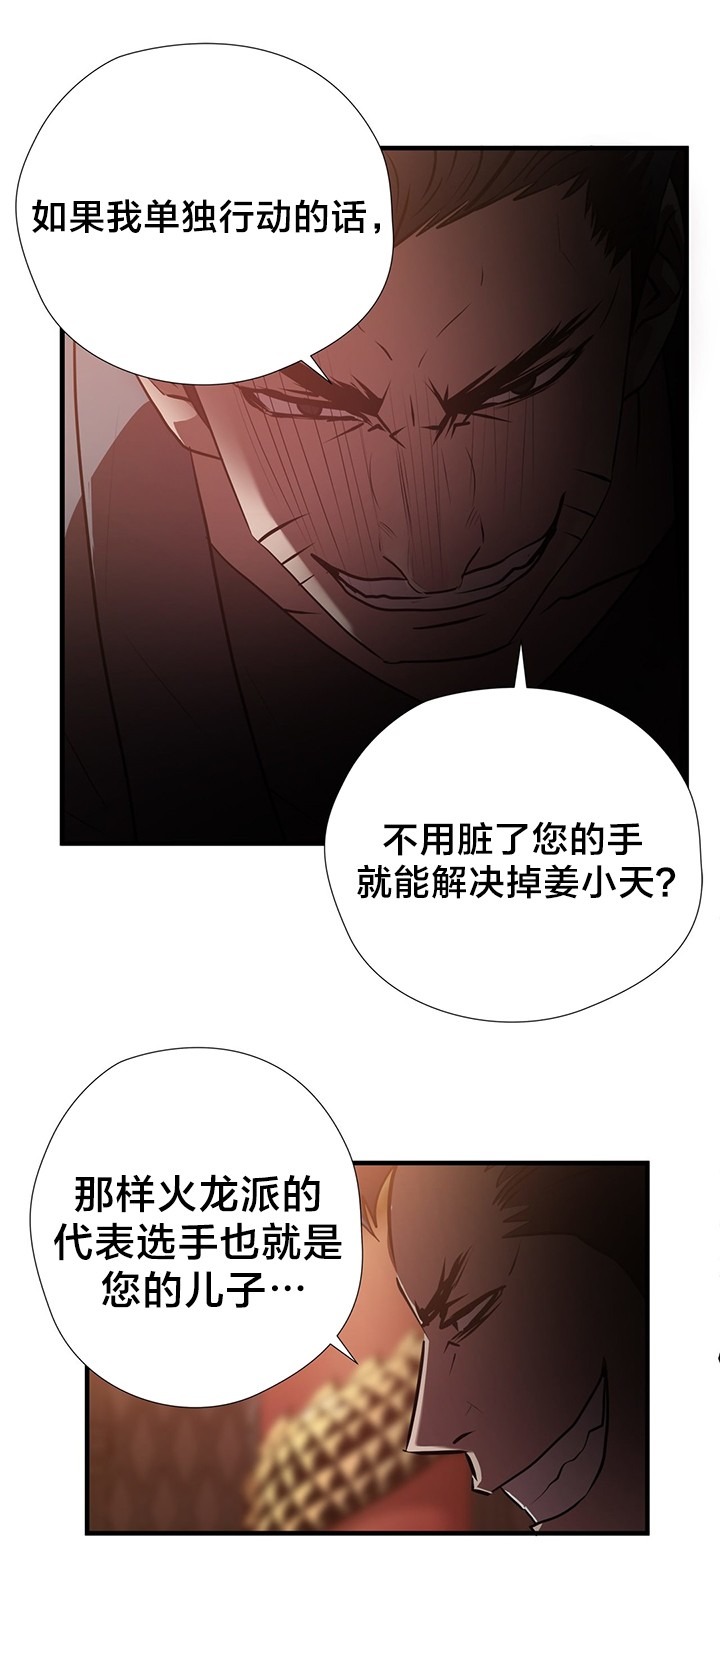 如果我单独行动的话，
不用脏了您的手
就能解决掉姜小天？
那样火龙派的
代表选手也就是
您的儿子…